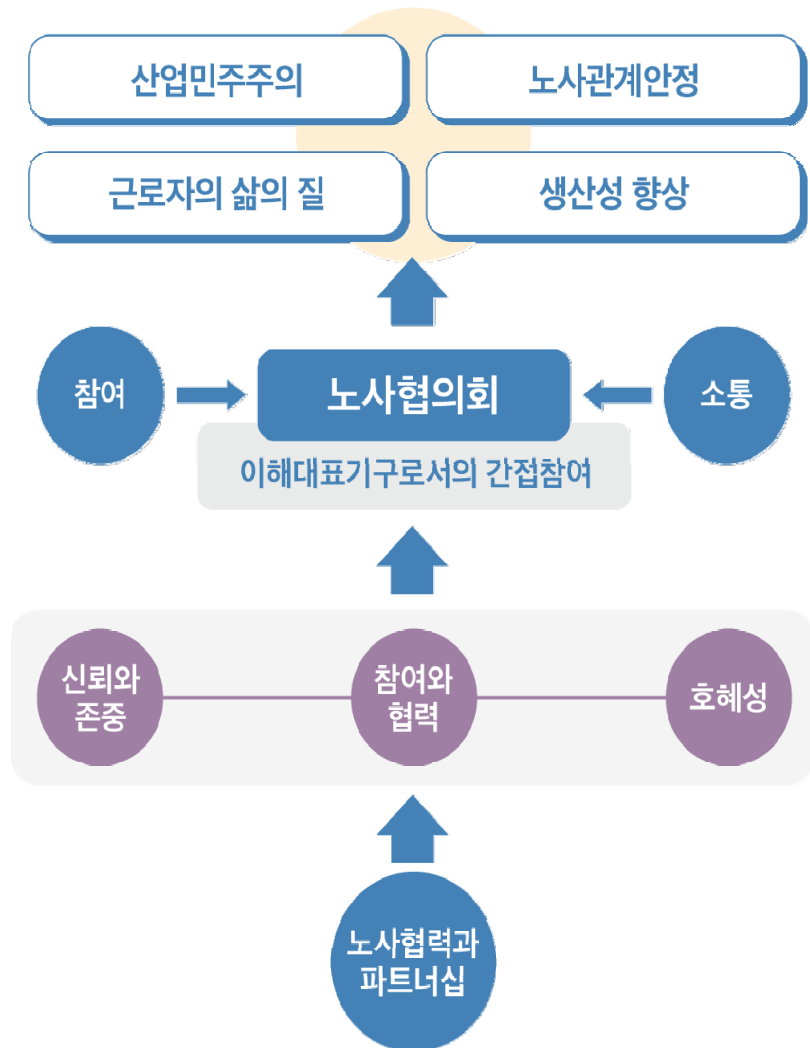 산업민주주의
노사관계안정
근로자의 삶의 질
생산성 향상
참여
노사협의회
소통
이해대표기구로서의 간접참여
신뢰와
존중
참여와
협력
호혜성
노사협력과
파트너십